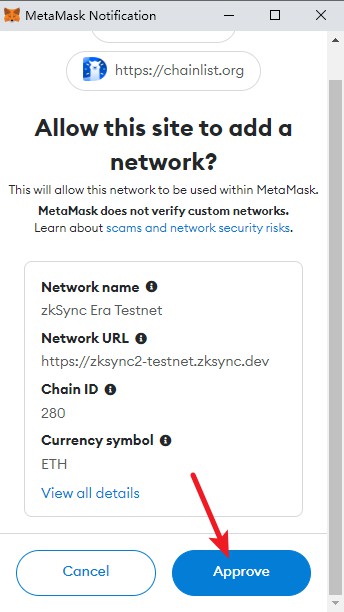 MetaMask Notification
https://chainlist.org
Allow this site to add a
network?
This will allow this network to be used within MetaMask.
MetaMask does not verify custom networks.
Learn about scams and network security risks.
Network name
zkSync Era Testnet
Network URL
https://zksync2-testnet.zksync.dev
Chain ID
280
Currency symbol
ETH
View all details
Cancel
Approve